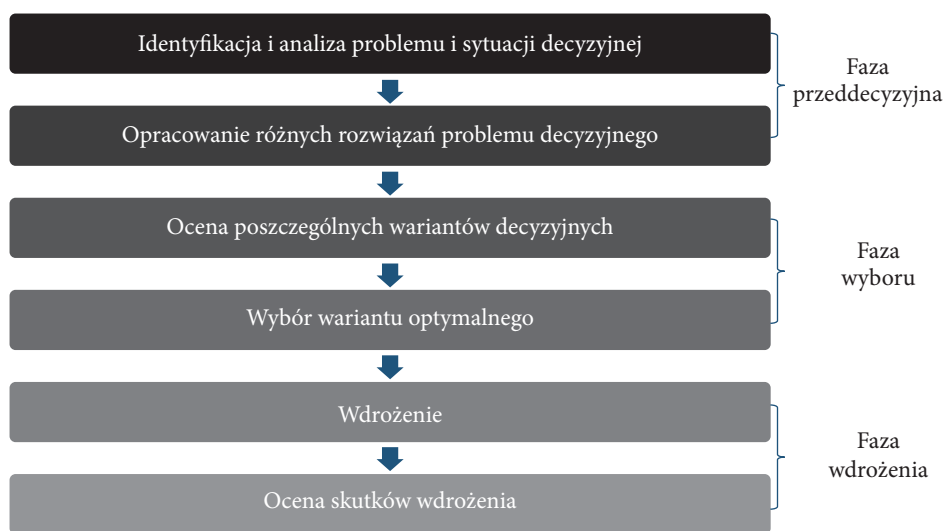 Identyfikacja i analiza problemu i sytuacji decyzyjnej
Opracowanie różnych rozwiązań problemu decyzyjnego
Faza
przeddecyzyjna
Ocena poszczególnych wariantów decyzyjnych
Wybór wariantu optymalnego
Faza
wyboru
Wdrożenie
Ocena skutków wdrożenia
Faza
wdrożenia